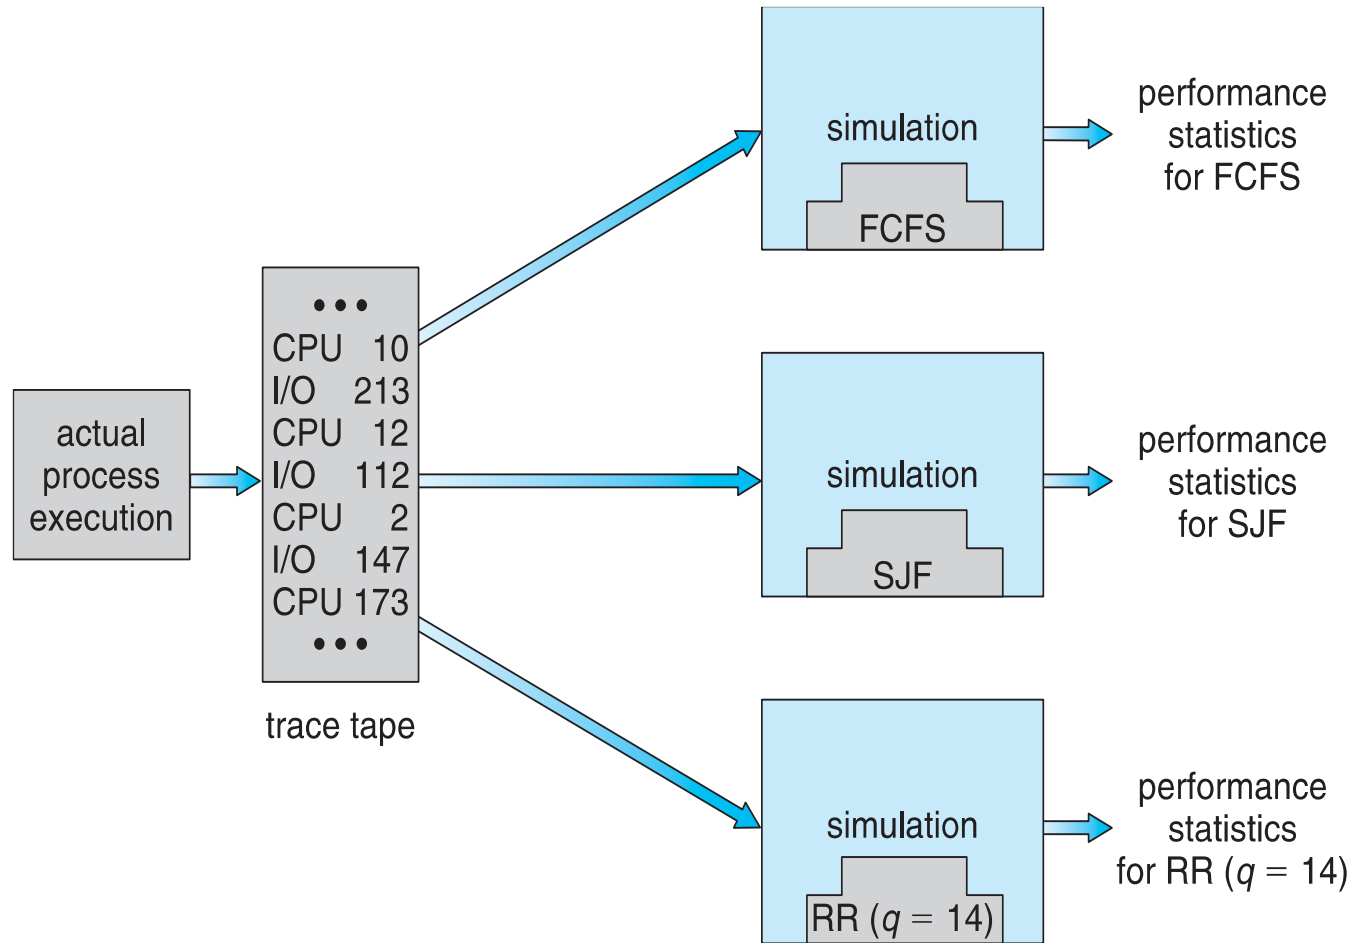 actual
process
execution
• • •
CPU 10
I/O 213
CPU 12
I/O 112
CPU 2
I/O 147
CPU 173
• • •
trace tape
simulation
FCFS
performance
statistics
for FCFS
simulation
SJF
performance
statistics
for SJF
simulation
RR (q = 14)
performance
statistics
for RR (q = 14)